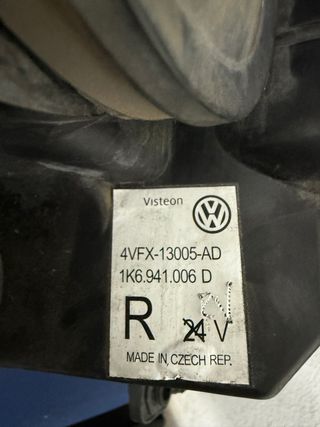 Visteon
4VFX-13005-AD
1K6.941.006 D
R 24 V
MADE IN CZECH REP.